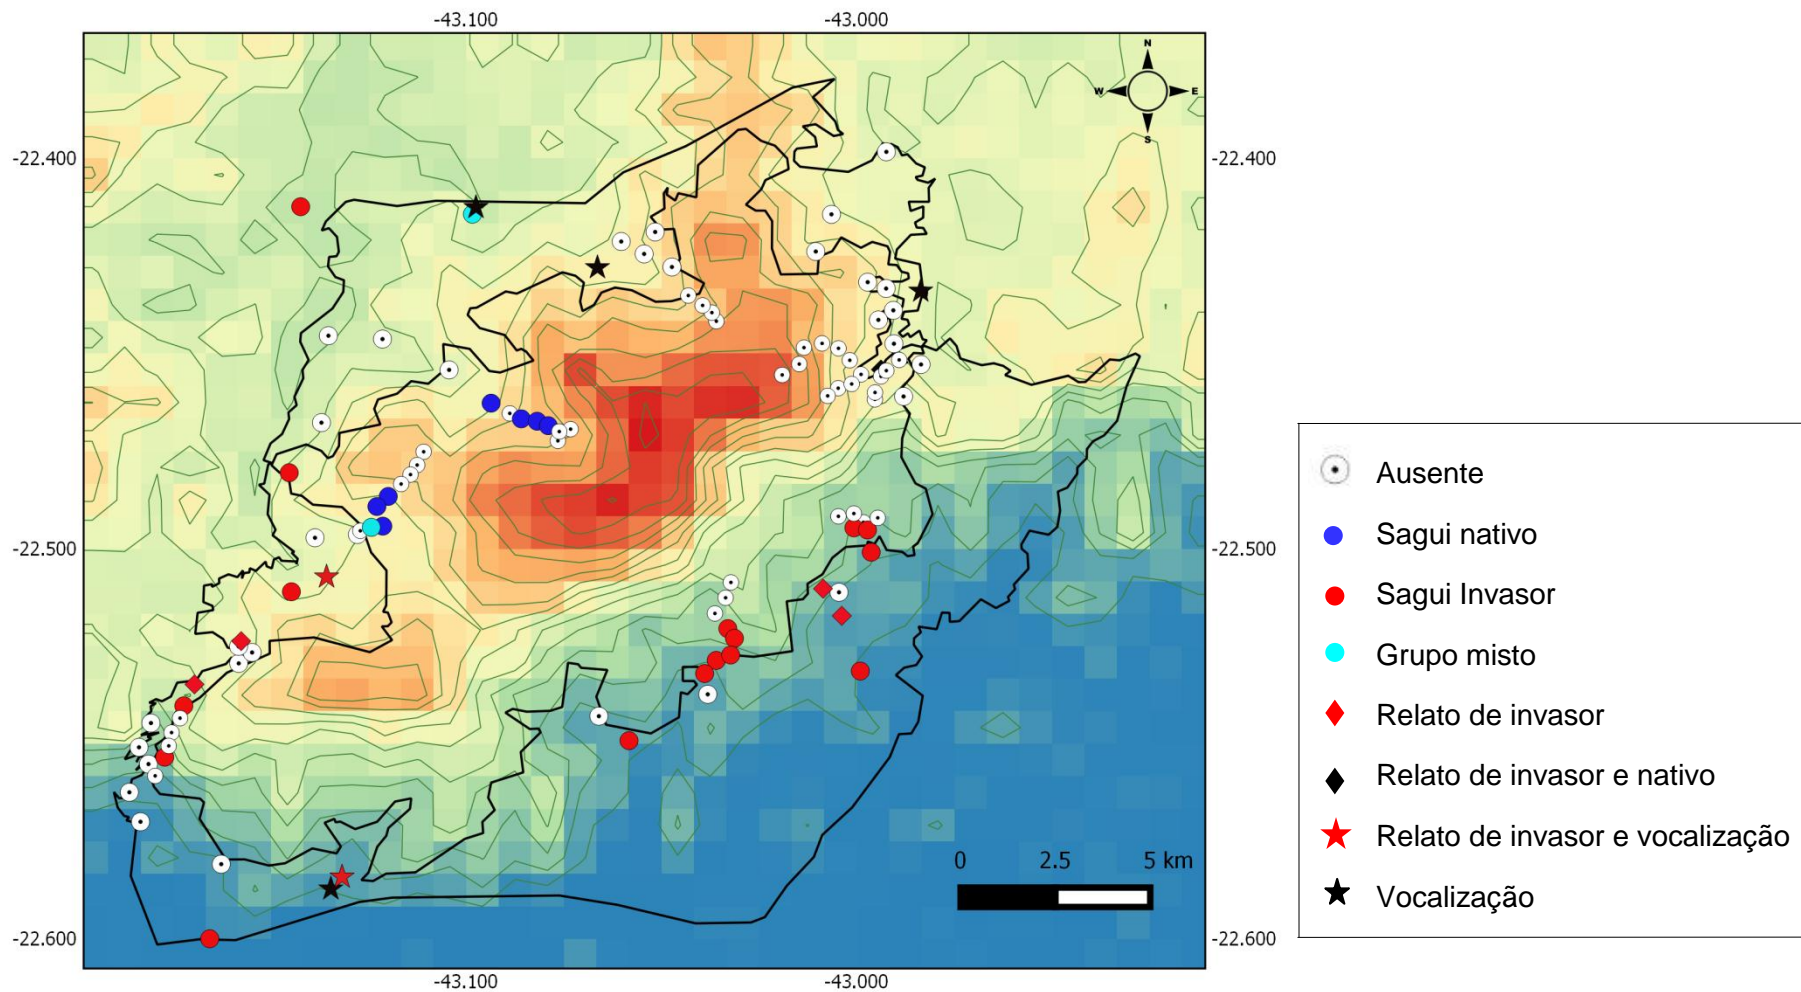 -43.100 -43.000
N
W E
S
-22.400 -22.400
-22.500 -22.500
-22.600 -22.600
0 2.5 5 km
-43.100 -43.000
Ausente
Sagui nativo
Sagui Invasor
Grupo misto
Relato de invasor
Relato de invasor e nativo
Relato de invasor e vocalização
Vocalização